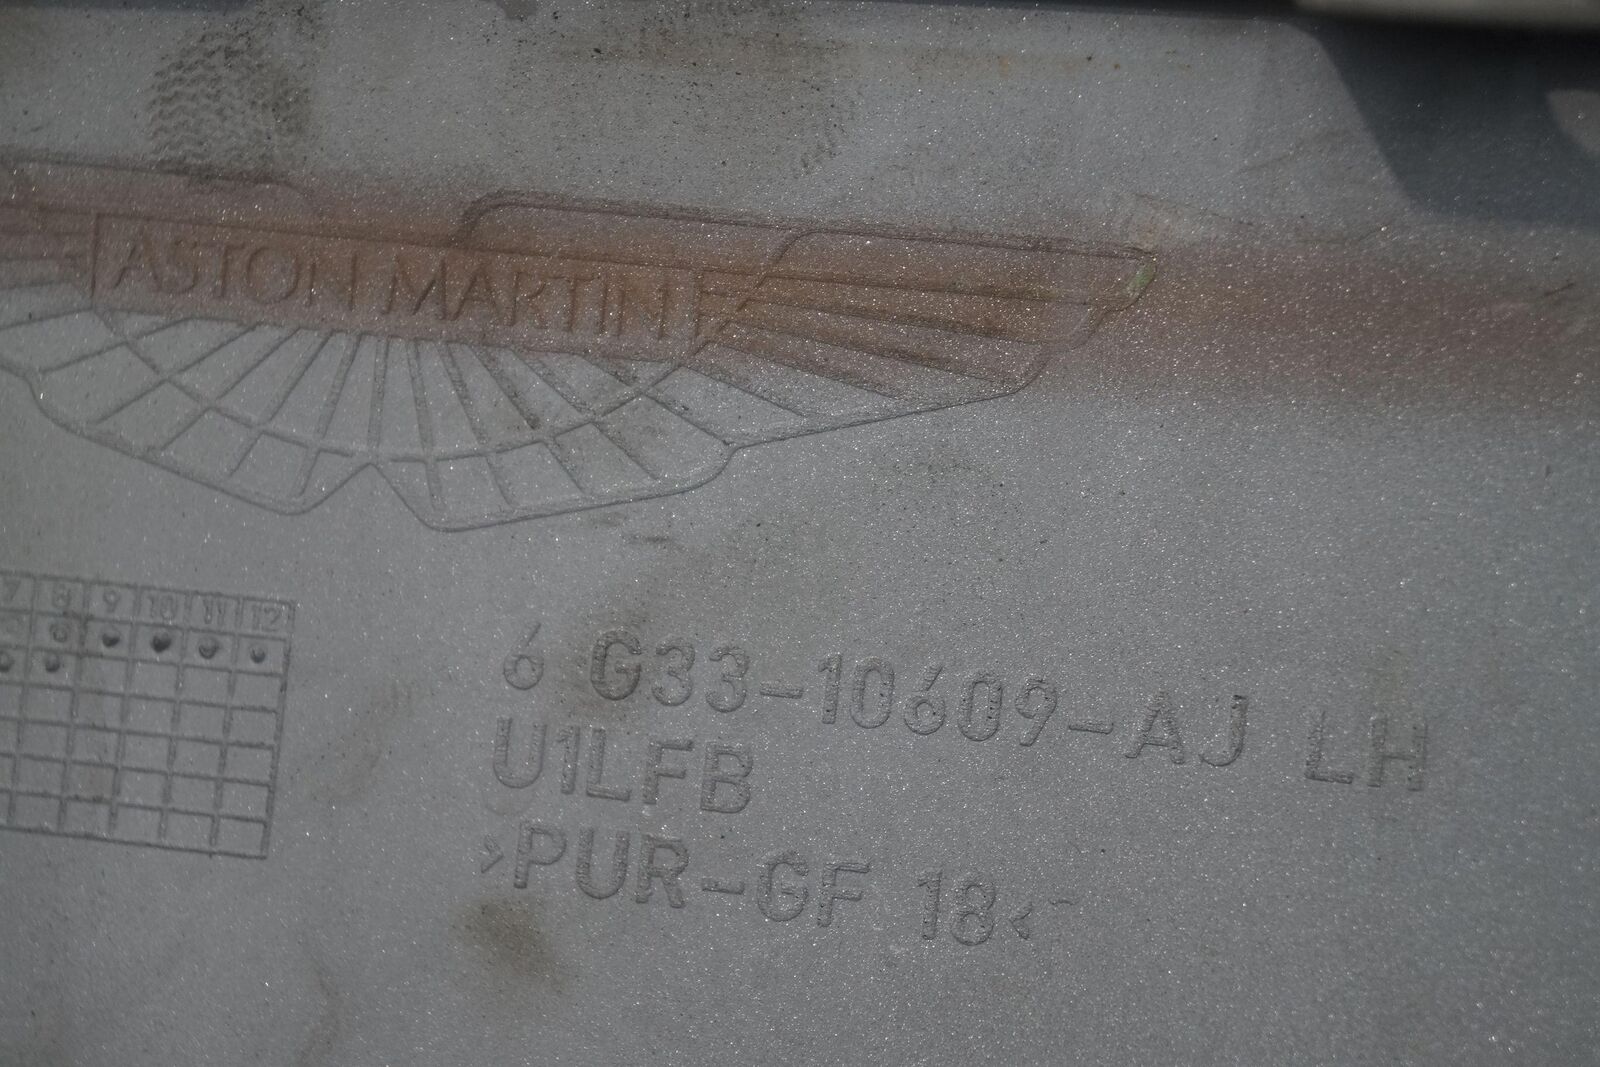 ASTON MARTIN
7 8 9 10 11 12
6 G33-10609-AJ LH
U1LFB
>PUR-GF 18<